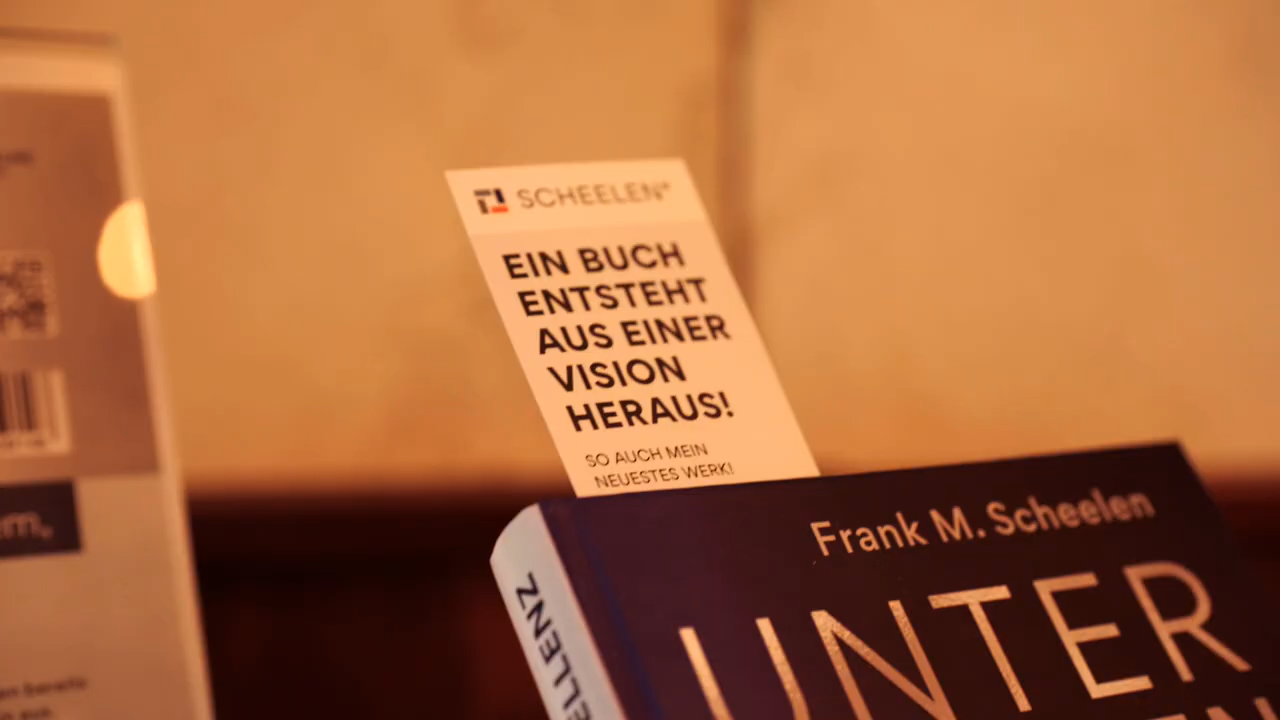 SCHEELEN®
EIN BUCH
ENTSTEHT
AUS EINER
VISION
HERAUS!
SO AUCH MEIN
NEUESTES WERK!
Frank M. Scheelen
UNTER
ELLENZ